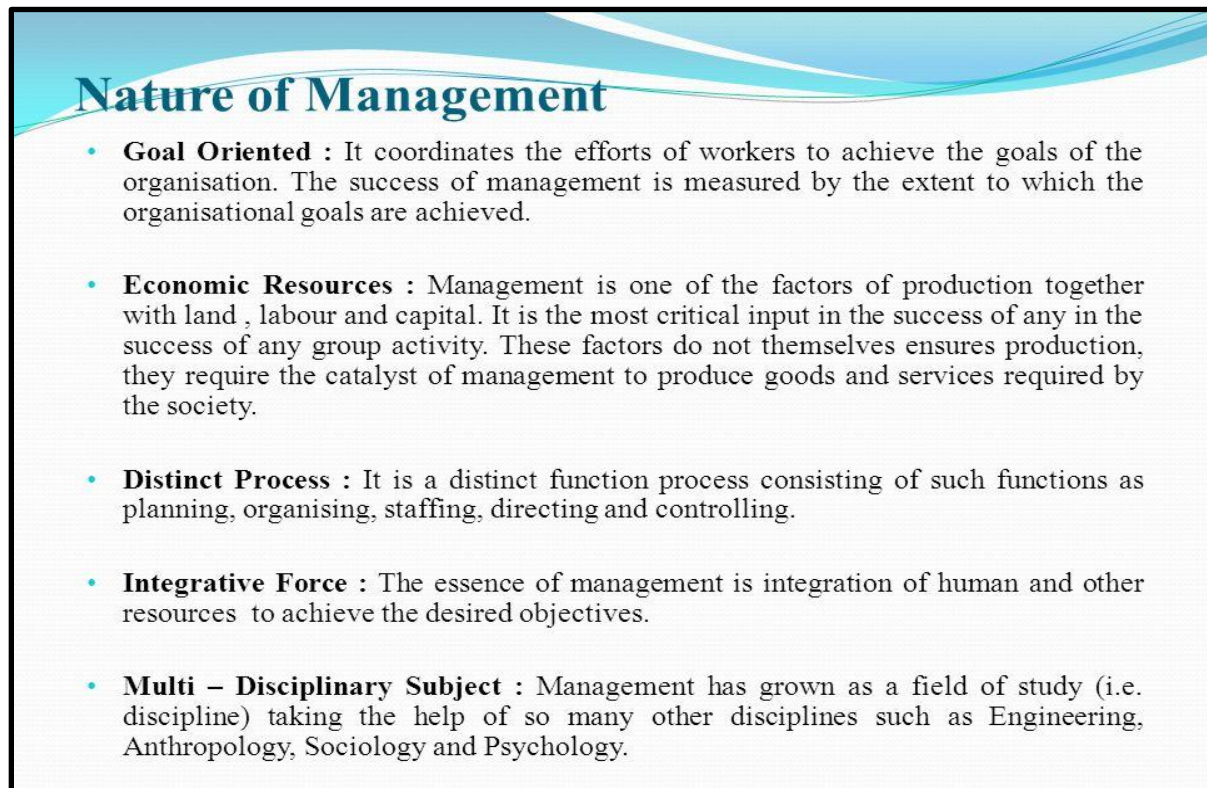 Nature of Management
• Goal Oriented : It coordinates the efforts of workers to achieve the goals of the
organisation. The success of management is measured by the extent to which the
organisational goals are achieved.
• Economic Resources : Management is one of the factors of production together
with land , labour and capital. It is the most critical input in the success of any in the
success of any group activity. These factors do not themselves ensures production,
they require the catalyst of management to produce goods and services required by
the society.
• Distinct Process : It is a distinct function process consisting of such functions as
planning, organising, staffing, directing and controlling.
• Integrative Force : The essence of management is integration of human and other
resources to achieve the desired objectives.
• Multi – Disciplinary Subject : Management has grown as a field of study (i.e.
discipline) taking the help of so many other disciplines such as Engineering,
Anthropology, Sociology and Psychology.